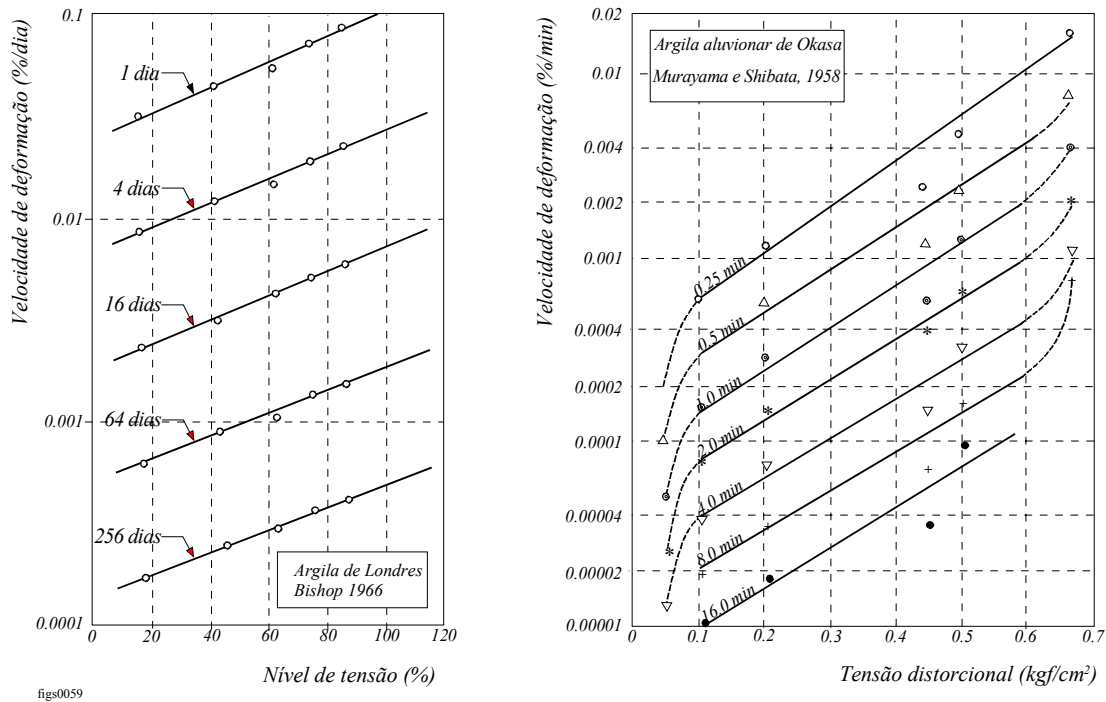 Velocidade de deformação (%/dia)
0.1
0.01
0.001
0.0001
1 dia
4 dias
16 dias
64 dias
256 dias
Argila de Londres
Bishop 1966
0 20 40 60 80 100 120
Nível de tensão (%)
figs0059
Velocidade de deformação (%/min)
0.02
0.01
0.004
0.002
0.001
0.0004
0.0002
0.0001
0.00004
0.00002
0.00001
Argila aluvionar de Okasa
Murayama e Shibata, 1958
0.25 min
0.5 min
1.0 min
2.0 min
4.0 min
8.0 min
16.0 min
0 0.1 0.2 0.3 0.4 0.5 0.6 0.7
Tensão distorcional (kgf/cm²)